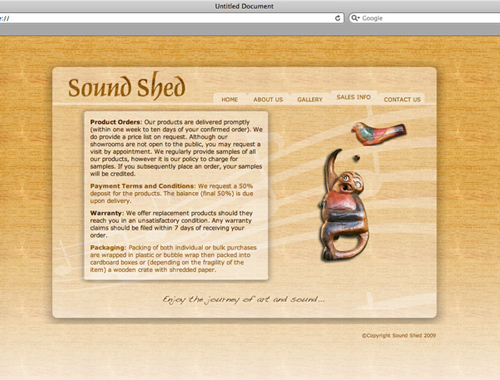 Untitled Document
://
Google
Sound Shed
HOME ABOUT US GALLERY SALES INFO CONTACT US
Product Orders: Our products are delivered promptly
(within one week to ten days of your confirmed order). We
do provide a price list on request. Although our
showrooms are not open to the public, you may request a
visit by appointment. We regularly provide samples of all
our products, however it is our policy to charge for
samples. If you subsequently place an order, your samples
will be credited.
Payment Terms and Conditions: We request a 50%
deposit for the products. The balance (final 50%) is due
upon delivery.
Warranty: We offer replacement products should they
reach you in an unsatisfactory condition. Any warranty
claims should be filed within 7 days of receiving your
order.
Packaging: Packing of both individual or bulk purchases
are wrapped in plastic or bubble wrap then packed into
cardboard boxes or (depending on the fragility of the
item) a wooden crate with shredded paper.
Enjoy the journey of art and sound...
©Copyright Sound Shed 2009